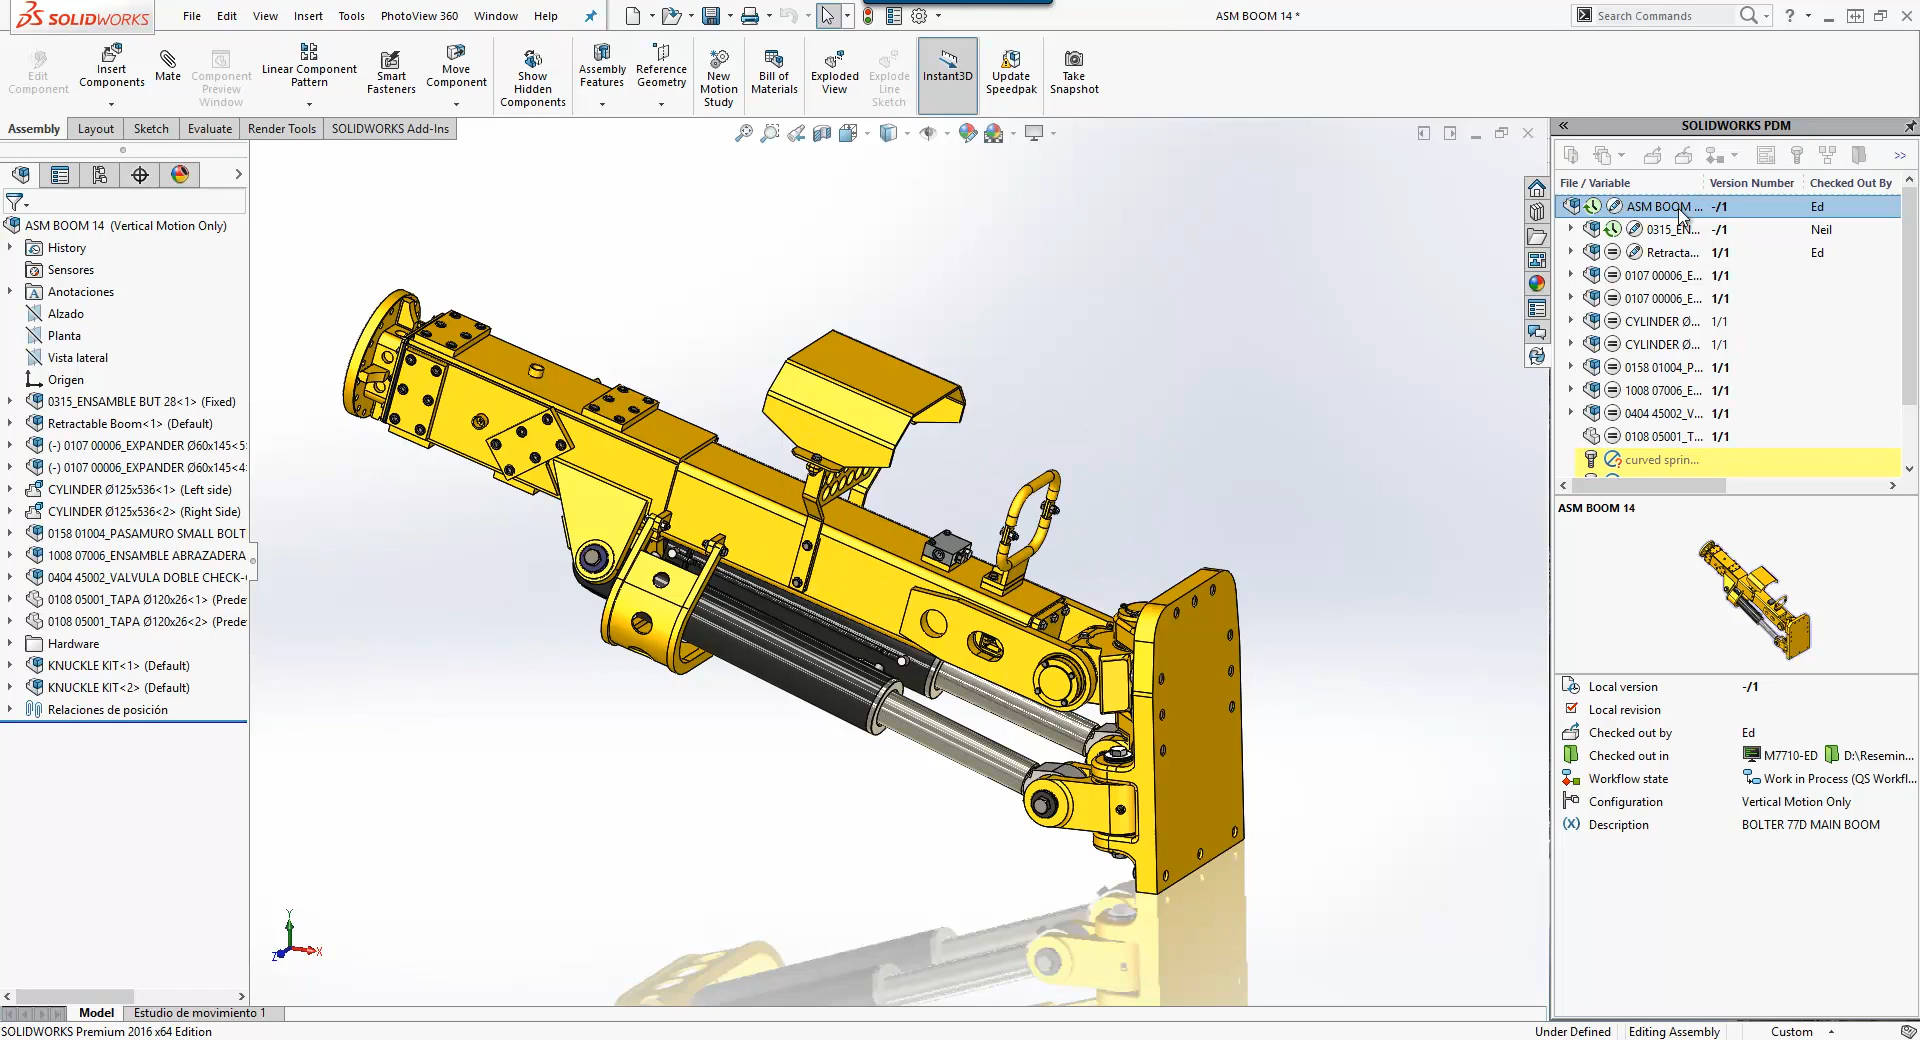 SOLIDWORKS
File Edit View Insert Tools PhotoView 360 Window Help
ASM BOOM 14 *
Search Commands
Edit Component
Insert Components
Mate
Component Preview Window
Linear Component Pattern
Smart Fasteners
Move Component
Show Hidden Components
Assembly Features
Reference Geometry
New Motion Study
Bill of Materials
Exploded View
Explode Line Sketch
Instant3D
Update Speedpak
Take Snapshot
Assembly Layout Sketch Evaluate Render Tools SOLIDWORKS Add-Ins
ASM BOOM 14 (Vertical Motion Only)
History
Sensores
Anotaciones
Alzado
Planta
Vista lateral
Origen
0315_ENSAMBLE BUT 28<1> (Fixed)
Retractable Boom<1> (Default)
(-) 0107 00006_EXPANDER Ø60x145<5
(-) 0107 00006_EXPANDER Ø60x145<4
CYLINDER Ø125x536<1> (Left side)
CYLINDER Ø125x536<2> (Right Side)
0158 01004_PASAMURO SMALL BOLT
1008 07006_ENSAMBLE ABRAZADERA
0404 45002_VALVULA DOBLE CHECK-
0108 05001_TAPA Ø120x26<1> (Prede
0108 05001_TAPA Ø120x26<2> (Prede
Hardware
KNUCKLE KIT<1> (Default)
KNUCKLE KIT<2> (Default)
Relaciones de posición
Y
X
Z
SOLIDWORKS PDM
>>
File / Variable Version Number Checked Out By
ASM BOOM ... -/1 Ed
0315_EN... -/1 Neil
Retracta... 1/1 Ed
0107 00006_E... 1/1
0107 00006_E... 1/1
CYLINDER Ø... 1/1
CYLINDER Ø... 1/1
0158 01004_P... 1/1
1008 07006_E... 1/1
0404 45002_V... 1/1
0108 05001_T... 1/1
curved sprin...
ASM BOOM 14
Local version -/1
Local revision
Checked out by Ed
Checked out in M7710-ED D:\Resemin...
Workflow state Work in Process (QS Workfl...
Configuration Vertical Motion Only
Description BOLTER 77D MAIN BOOM
Model Estudio de movimiento 1
SOLIDWORKS Premium 2016 x64 Edition
Under Defined Editing Assembly Custom